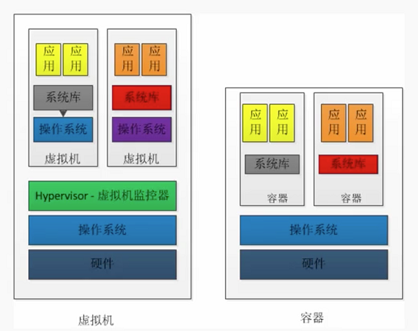 应用 应用 应用 应用
系统库 系统库
操作系统 操作系统
虚拟机 虚拟机
Hypervisor - 虚拟机监控器
操作系统
硬件
虚拟机
应用 应用 应用 应用
系统库 系统库
容器 容器
操作系统
硬件
容器